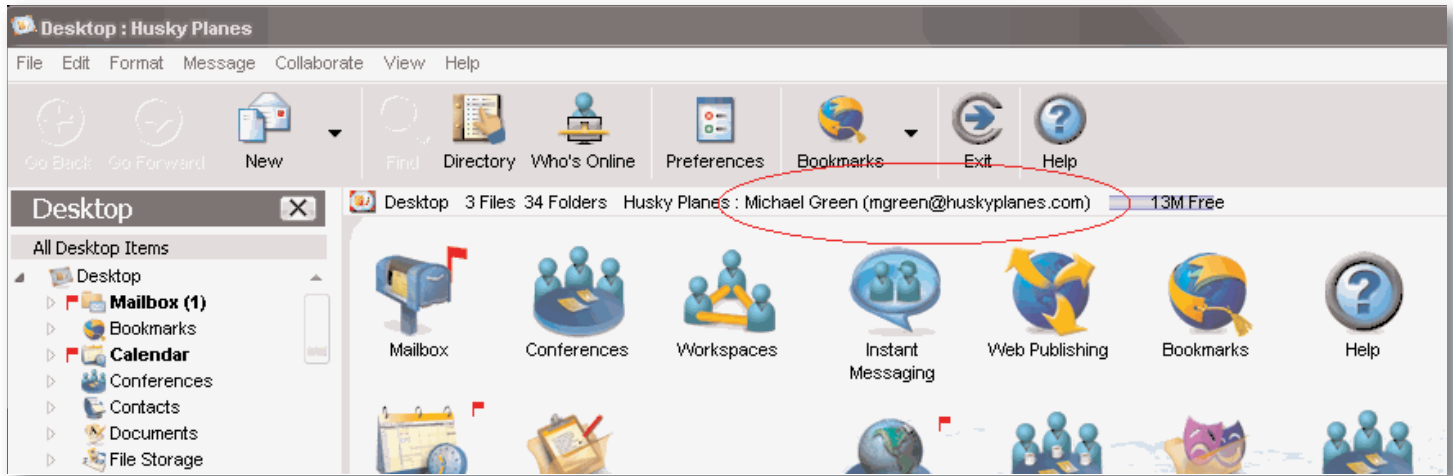 Desktop : Husky Planes
File Edit Format Message Collaborate View Help
Go Back Go Forward New Find Directory Who's Online Preferences Bookmarks Exit Help
Desktop
Desktop 3 Files 34 Folders Husky Planes : Michael Green (mgreen@huskyplanes.com) 13M Free
All Desktop Items
Desktop
Mailbox (1)
Bookmarks
Calendar
Conferences
Contacts
Documents
File Storage
Mailbox Conferences Workspaces Instant Messaging Web Publishing Bookmarks Help